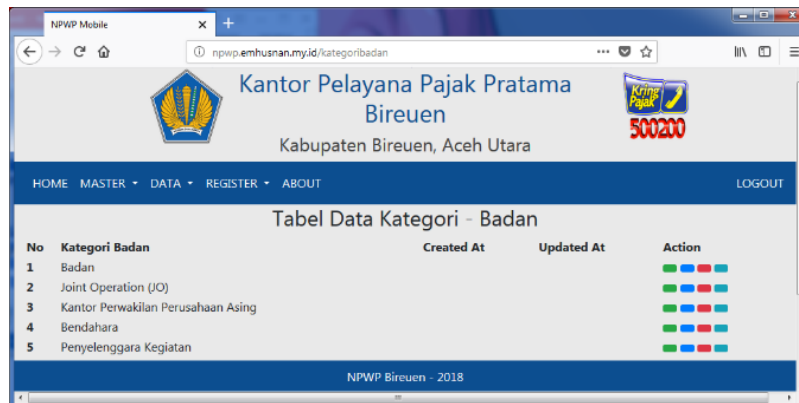 NPWP Mobile
npwp.emhusnan.my.id/kategoribadan
Kantor Pelayana Pajak Pratama
Bireuen
Kabupaten Bireuen, Aceh Utara
Kring
Pajak
500200
HOME MASTER DATA REGISTER ABOUT LOGOUT
Tabel Data Kategori - Badan
No Kategori Badan Created At Updated At Action
1 Badan
2 Joint Operation (JO)
3 Kantor Perwakilan Perusahaan Asing
4 Bendahara
5 Penyelenggara Kegiatan
NPWP Bireuen - 2018